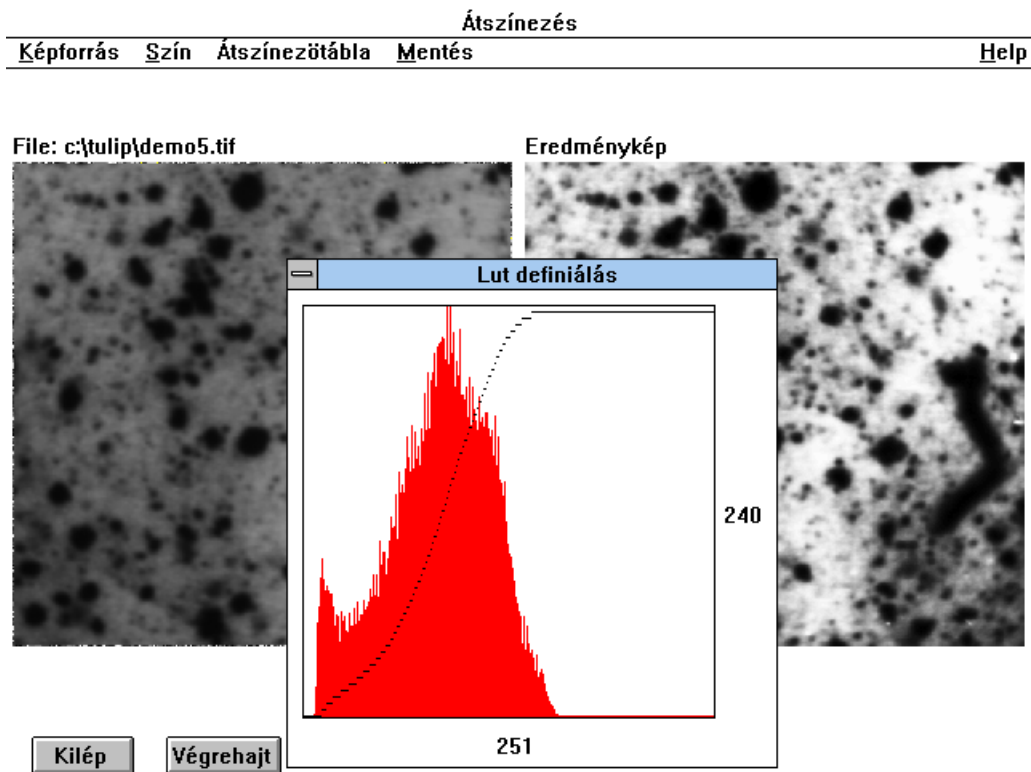 Átszínezés
Képforrás Szín Átszínezötábla Mentés Help
File: c:\tulip\demo5.tif
Eredménykép
Lut definiálás
240
251
Kilép
Végrehajt